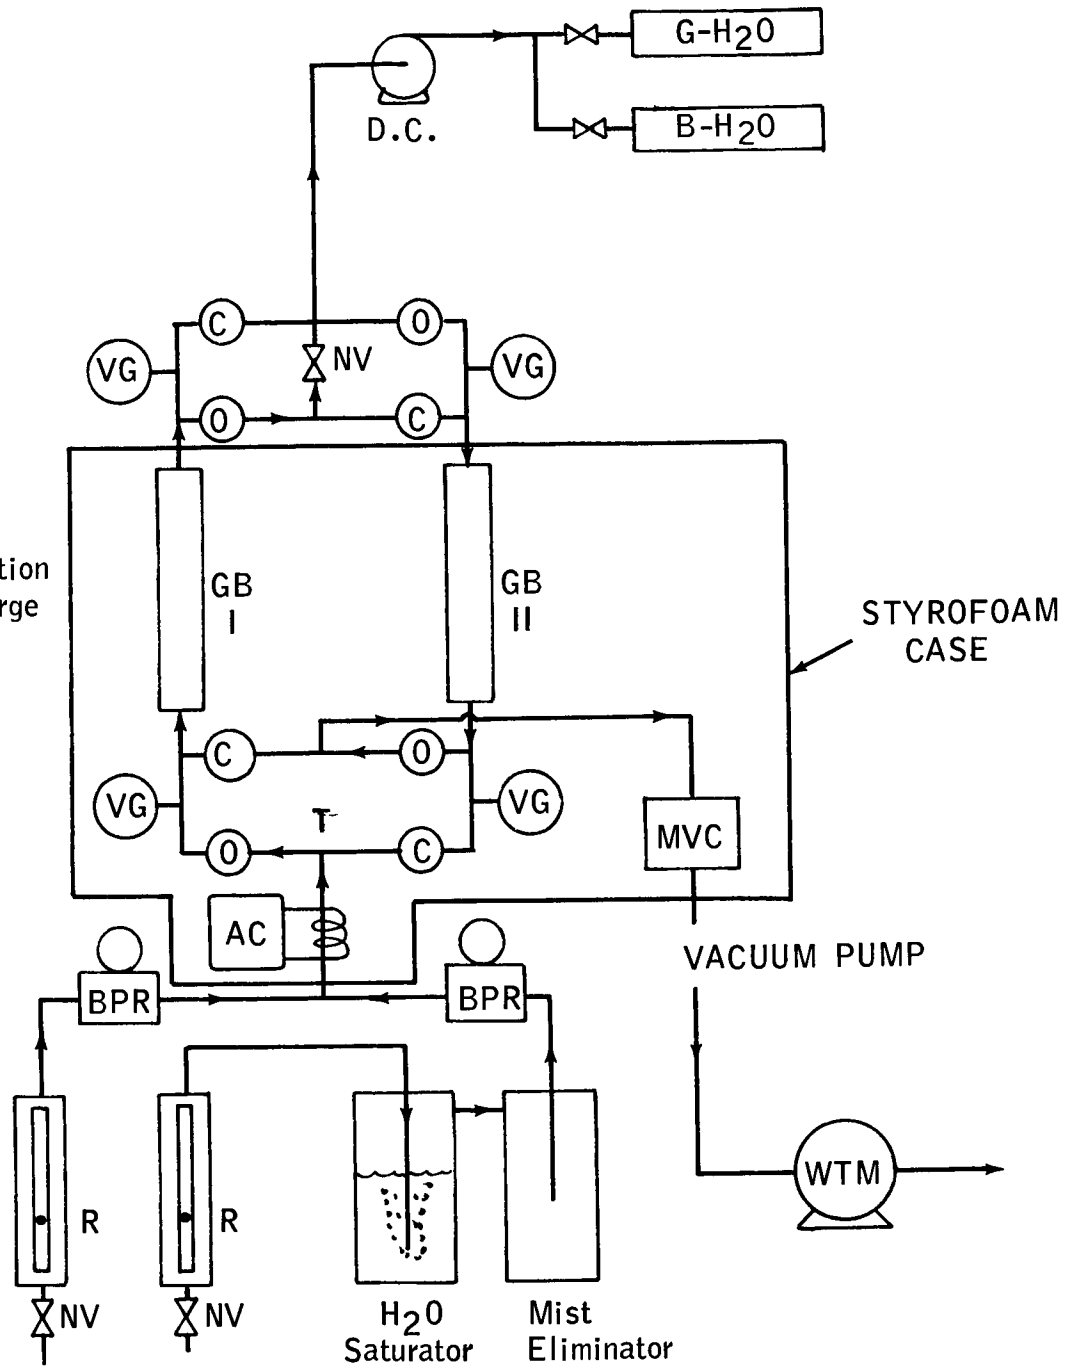 G-H2O
D.C.
B-H2O
C
O
VG
NV
VG
O
C
tion
rge
GB
I
GB
II
STYROFOAM
CASE
C
O
VG
T
VG
MVC
O
C
AC
VACUUM PUMP
BPR
BPR
R
R
WTM
NV
NV
H2O
Saturator
Mist
Eliminator